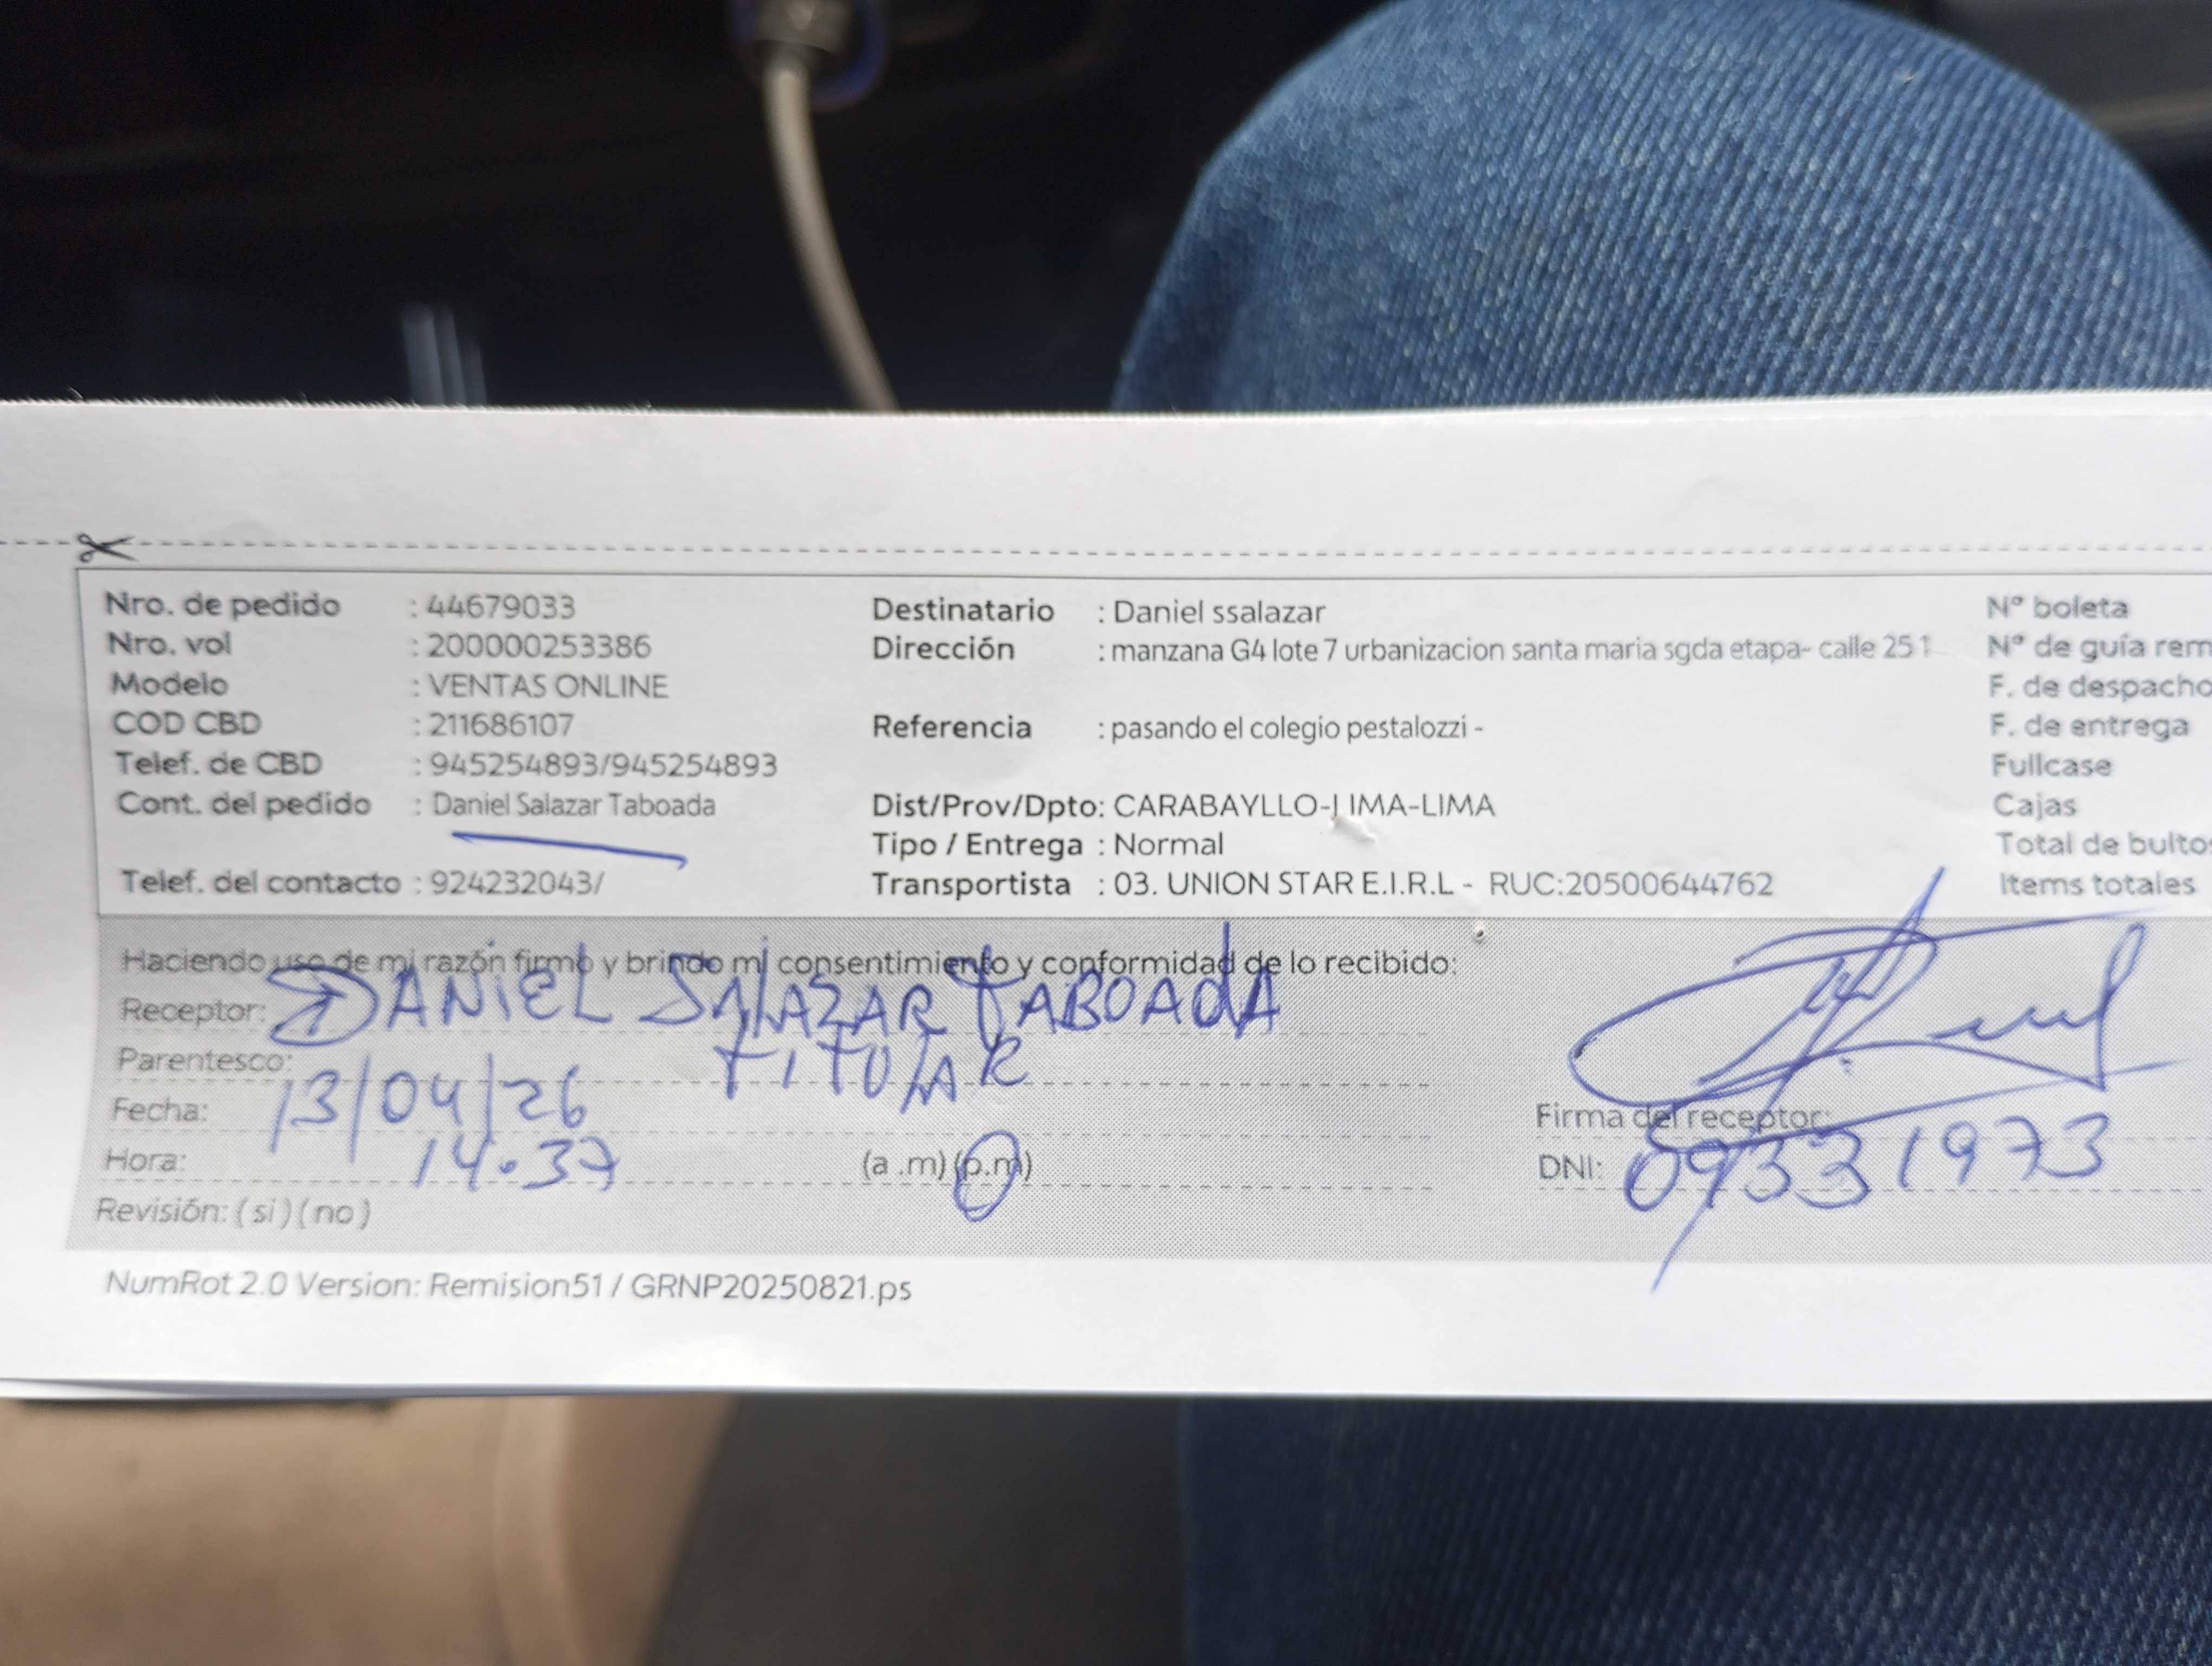 Nro. de pedido : 44679033
Nro. vol : 200000253386
Modelo : VENTAS ONLINE
COD CBD : 211686107
Telef. de CBD : 945254893/945254893
Cont. del pedido : Daniel Salazar Taboada
Telef. del contacto : 924232043/
Destinatario : Daniel ssalazar
Dirección : manzana G4 lote 7 urbanizacion santa maria sgda etapa- calle 25 1
Referencia : pasando el colegio pestalozzi -
Dist/Prov/Dpto: CARABAYLLO-LIMA-LIMA
Tipo / Entrega : Normal
Transportista : 03. UNION STAR E.I.R.L - RUC:20500644762
Nº boleta
Nº de guía rem
F. de despacho
F. de entrega
Fullcase
Cajas
Total de bultos
Items totales
Haciendo uso de mi razón firmo y brindo mi consentimiento y conformidad de lo recibido:
Receptor: DANIEL SALAZAR TABOADA
Parentesco: TITULAR
Fecha: 13/04/26
Hora: 14.37 (a .m) (p.m)
Revisión: ( si ) ( no )
Firma del receptor:
DNI: 09331973
NumRot 2.0 Version: Remision51 / GRNP20250821.ps